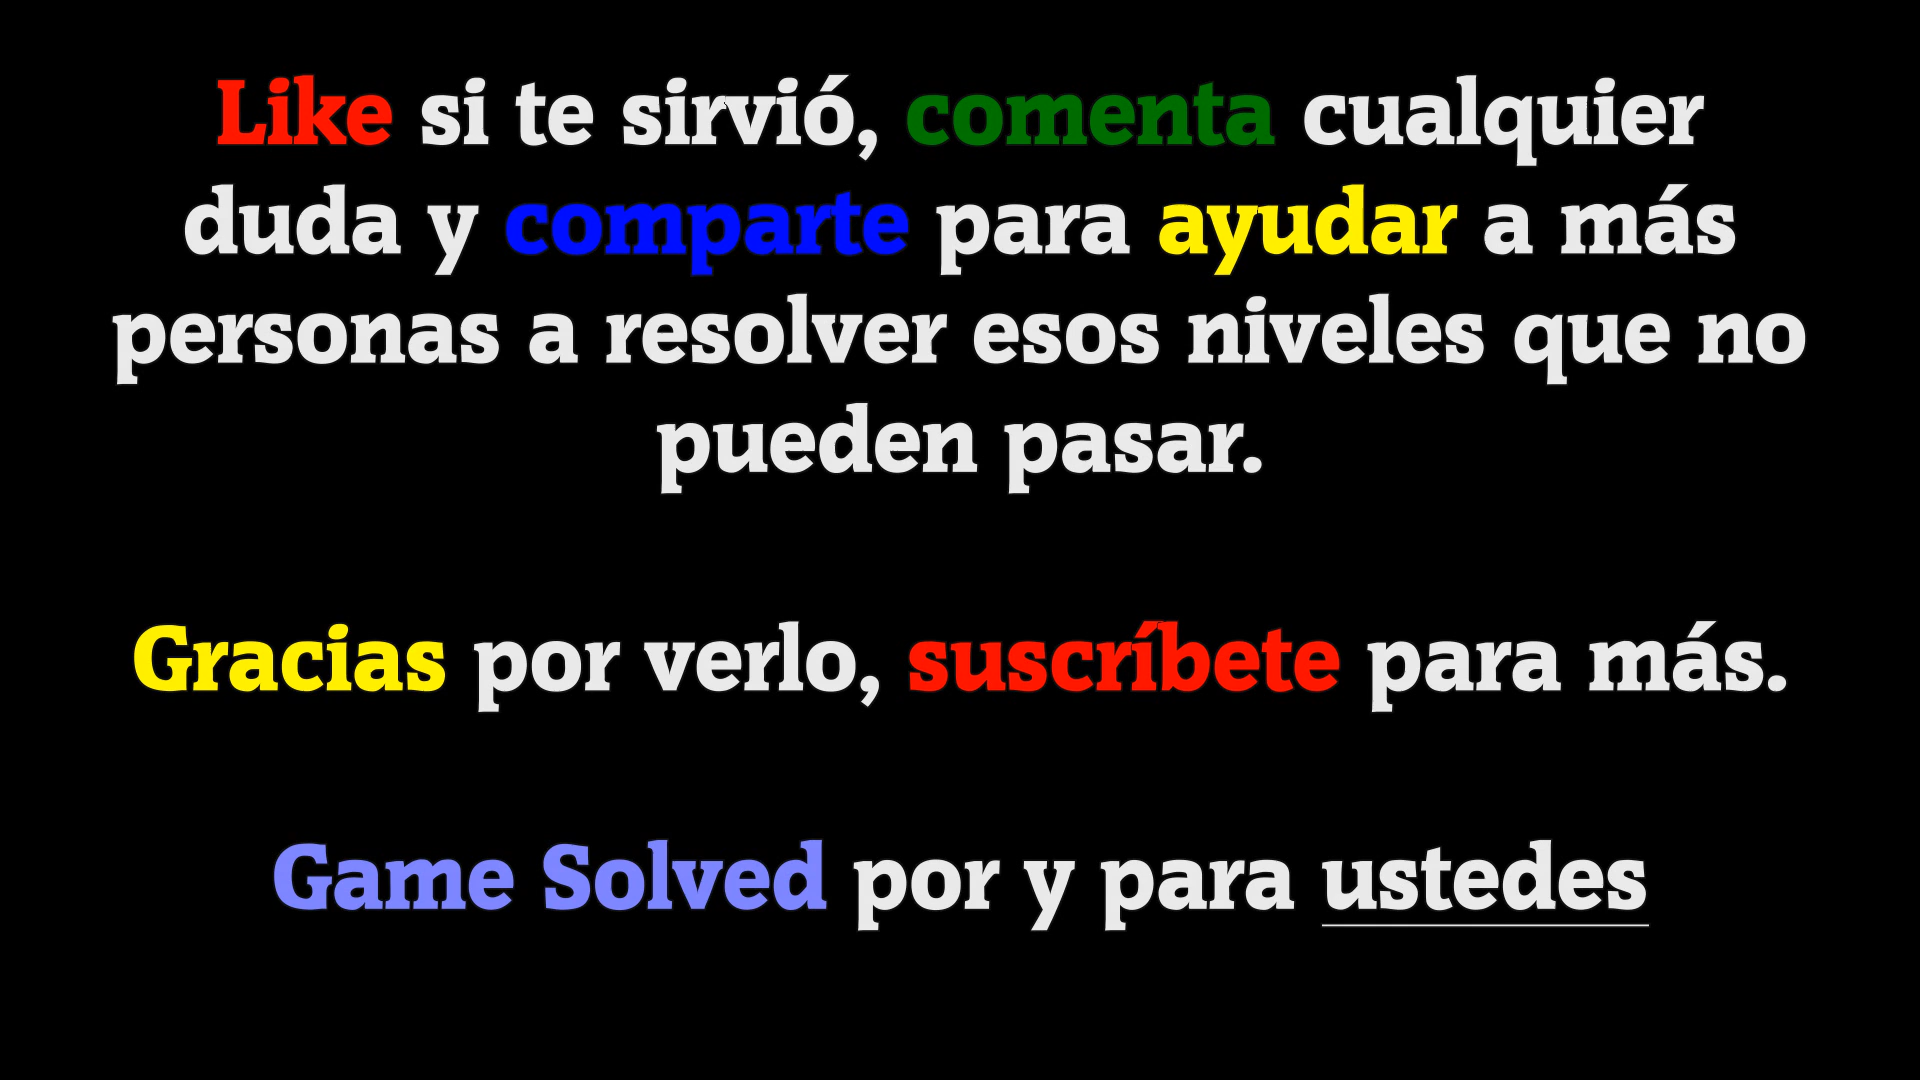 Like si te sirvió, comenta cualquier
duda y comparte para ayudar a más
personas a resolver esos niveles que no
pueden pasar.
Gracias por verlo, suscríbete para más.
Game Solved por y para ustedes